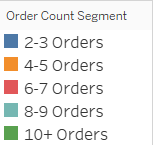 Order Count Segment
2-3 Orders
4-5 Orders
6-7 Orders
8-9 Orders
10+ Orders